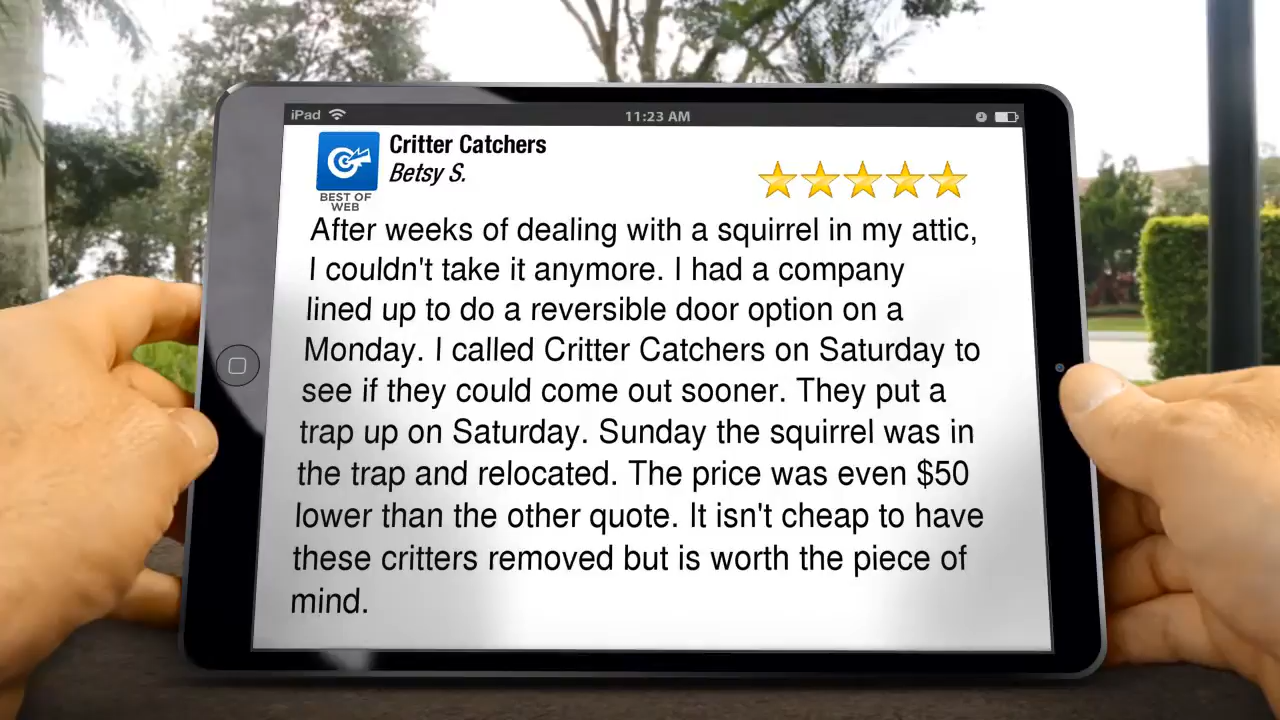 iPad
11:23 AM
Critter Catchers
Betsy S.
BEST OF
WEB
After weeks of dealing with a squirrel in my attic,
I couldn't take it anymore. I had a company
lined up to do a reversible door option on a
Monday. I called Critter Catchers on Saturday to
see if they could come out sooner. They put a
trap up on Saturday. Sunday the squirrel was in
the trap and relocated. The price was even $50
lower than the other quote. It isn't cheap to have
these critters removed but is worth the piece of
mind.